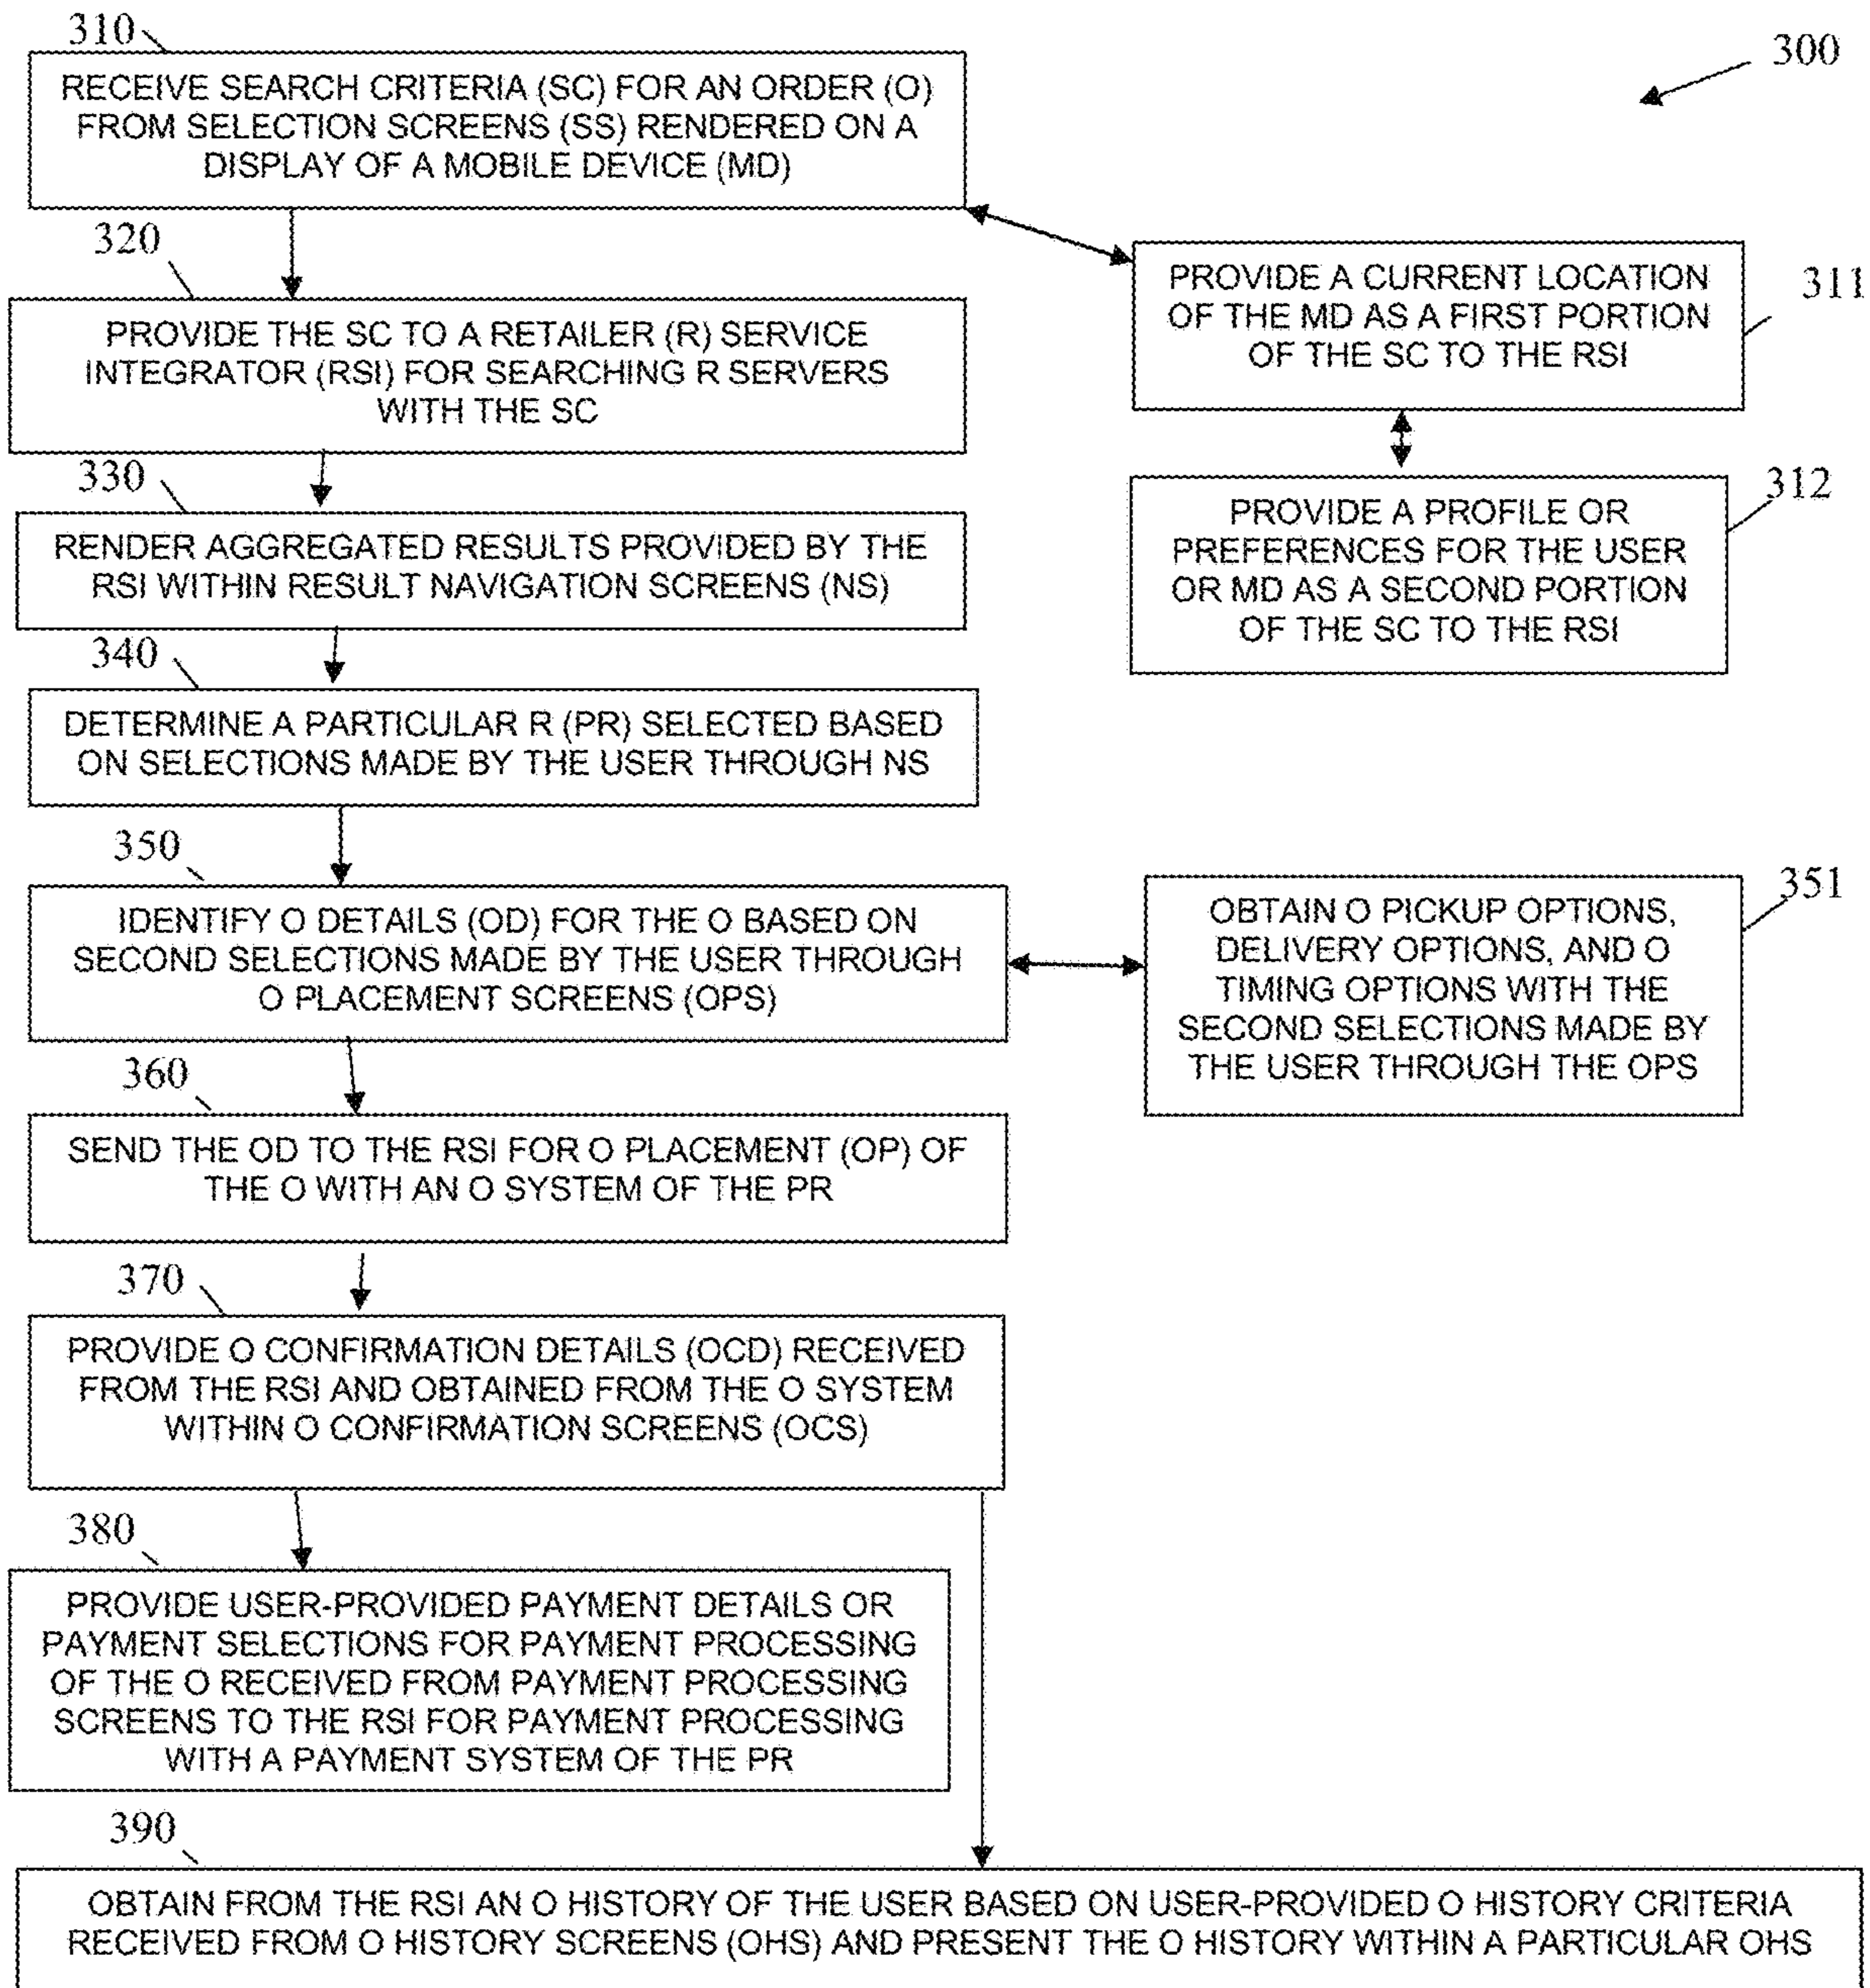 310
RECEIVE SEARCH CRITERIA (SC) FOR AN ORDER (O)
FROM SELECTION SCREENS (SS) RENDERED ON A
DISPLAY OF A MOBILE DEVICE (MD)
300
320
PROVIDE THE SC TO A RETAILER (R) SERVICE
INTEGRATOR (RSI) FOR SEARCHING R SERVERS
WITH THE SC
PROVIDE A CURRENT LOCATION
OF THE MD AS A FIRST PORTION
OF THE SC TO THE RSI
311
330
RENDER AGGREGATED RESULTS PROVIDED BY THE
RSI WITHIN RESULT NAVIGATION SCREENS (NS)
312
PROVIDE A PROFILE OR
PREFERENCES FOR THE USER
OR MD AS A SECOND PORTION
OF THE SC TO THE RSI
340
DETERMINE A PARTICULAR R (PR) SELECTED BASED
ON SELECTIONS MADE BY THE USER THROUGH NS
350
IDENTIFY O DETAILS (OD) FOR THE O BASED ON
SECOND SELECTIONS MADE BY THE USER THROUGH
O PLACEMENT SCREENS (OPS)
351
OBTAIN O PICKUP OPTIONS,
DELIVERY OPTIONS, AND O
TIMING OPTIONS WITH THE
SECOND SELECTIONS MADE BY
THE USER THROUGH THE OPS
360
SEND THE OD TO THE RSI FOR O PLACEMENT (OP) OF
THE O WITH AN O SYSTEM OF THE PR
370
PROVIDE O CONFIRMATION DETAILS (OCD) RECEIVED
FROM THE RSI AND OBTAINED FROM THE O SYSTEM
WITHIN O CONFIRMATION SCREENS (OCS)
380
PROVIDE USER-PROVIDED PAYMENT DETAILS OR
PAYMENT SELECTIONS FOR PAYMENT PROCESSING
OF THE O RECEIVED FROM PAYMENT PROCESSING
SCREENS TO THE RSI FOR PAYMENT PROCESSING
WITH A PAYMENT SYSTEM OF THE PR
390
OBTAIN FROM THE RSI AN O HISTORY OF THE USER BASED ON USER-PROVIDED O HISTORY CRITERIA
RECEIVED FROM O HISTORY SCREENS (OHS) AND PRESENT THE O HISTORY WITHIN A PARTICULAR OHS